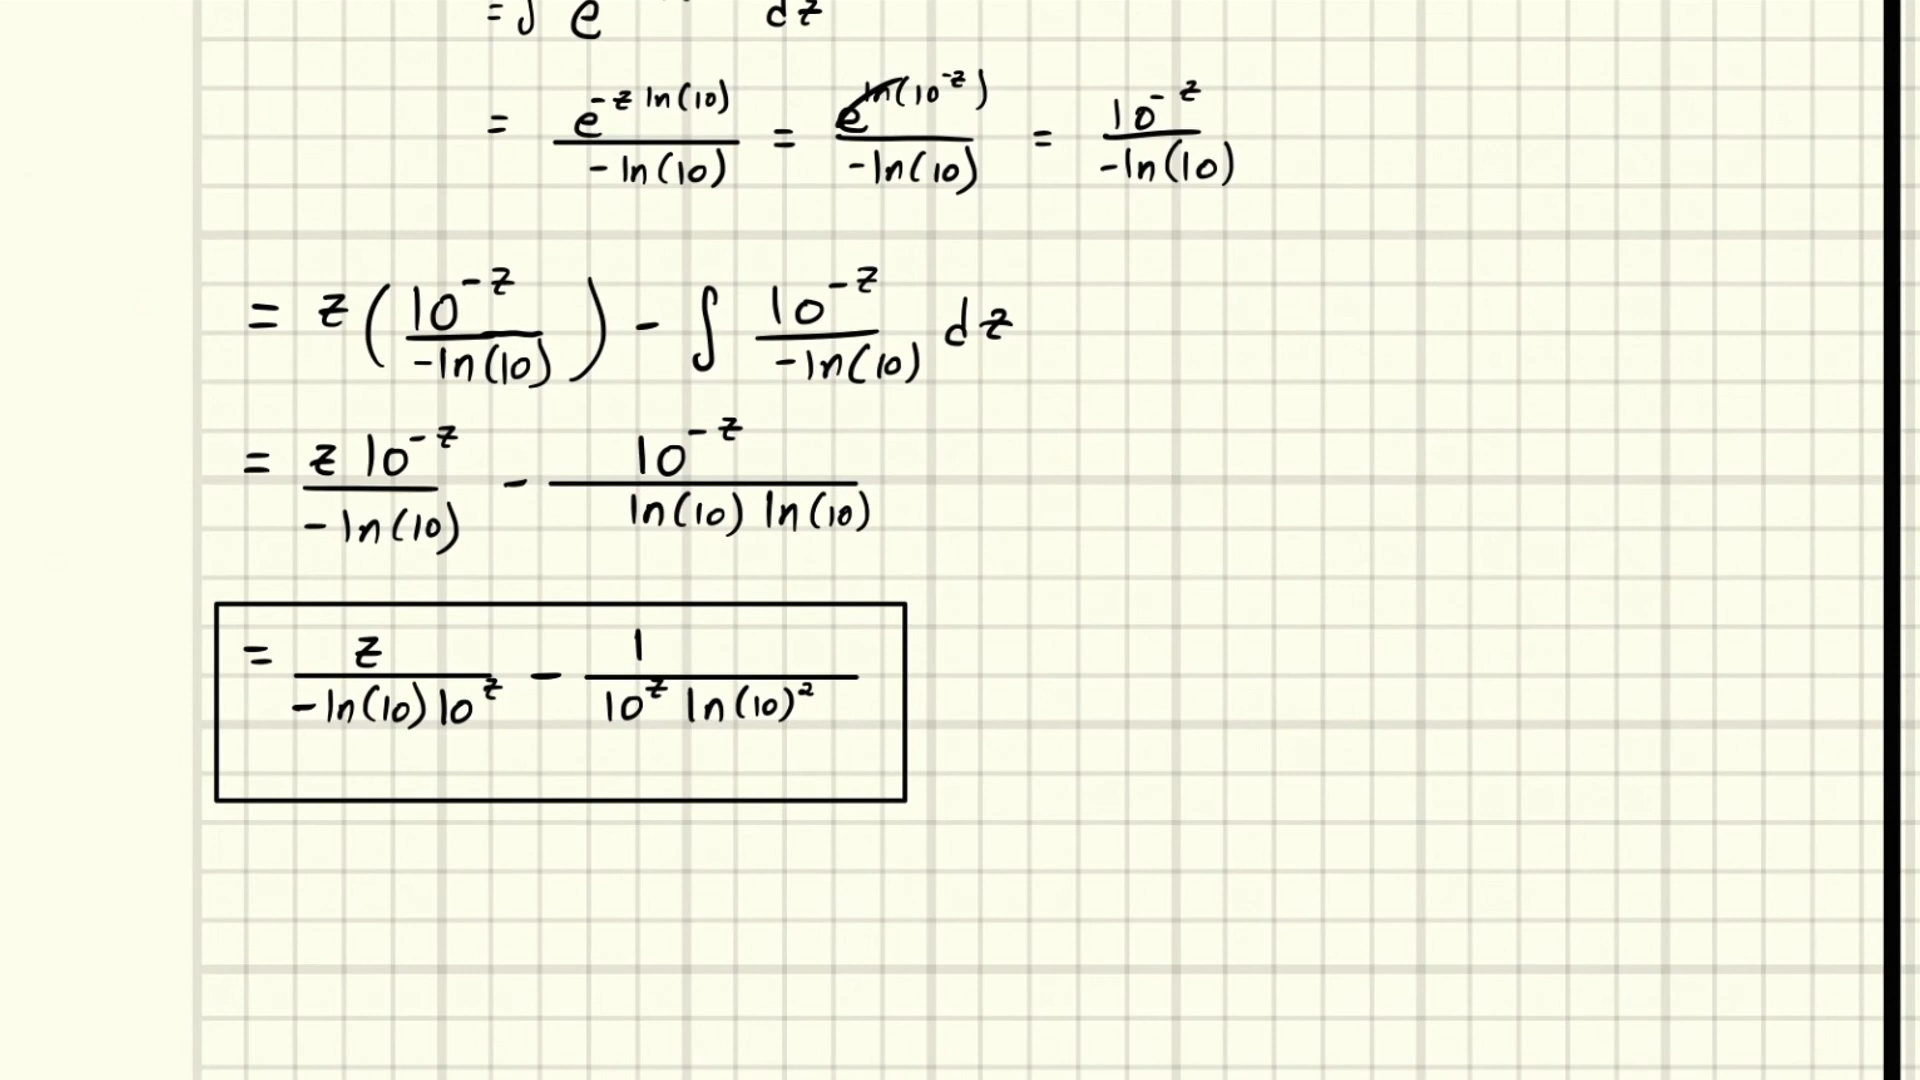 = ∫ e dz
= e^(-z ln(10)) / -ln(10) = e^(ln(10^-z)) / -ln(10) = 10^-z / -ln(10)
= z ( 10^-z / -ln(10) ) - ∫ 10^-z / -ln(10) dz
= z 10^-z / -ln(10) - 10^-z / ln(10) ln(10)
= z / -ln(10) 10^z - 1 / 10^z ln(10)^2